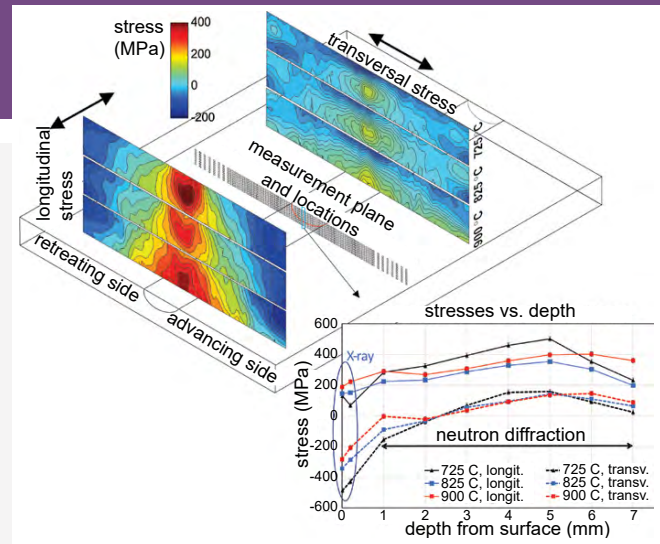 stress
(MPa)
400
200
0
-200
transversal stress
725 °C
825 °C
900 °C
longitudinal
stress
measurement plane
and locations
retreating side
advancing side
stresses vs. depth
600
400
200
0
-200
-400
-600
stress (MPa)
X-ray
neutron diffraction
725 C, longit.
825 C, longit.
900 C, longit.
725 C, transv.
825 C, transv.
900 C, transv.
0 1 2 3 4 5 6 7
depth from surface (mm)